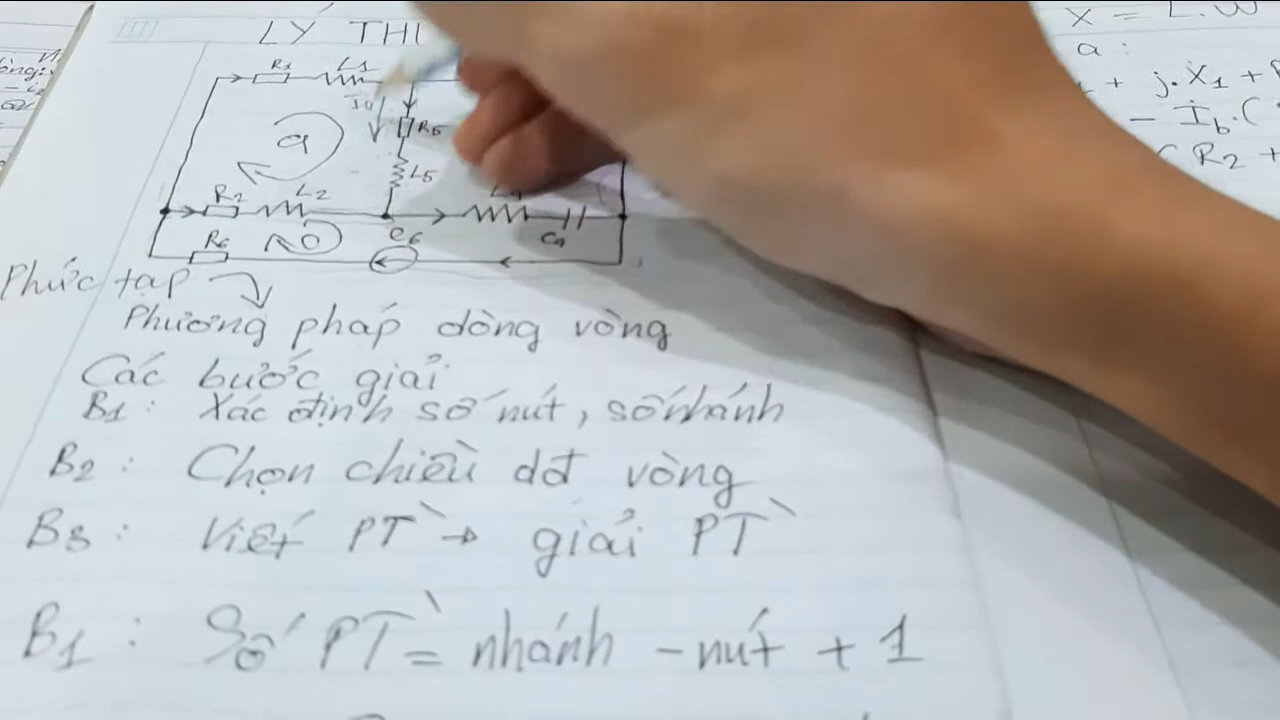 LÝ THI
R1 L1
I a
a
R5
L5
R2 L2
L4
C4
R6
e6
Phức tạp
Phương pháp dòng vòng
Các bước giải
B1: Xác định số nút, số nhánh
B2: Chọn chiều dđ vòng
B3: Viết PT → giải PT
B1: Số PT = nhánh - nút + 1
X = L.W
a:
+ j.X1 +
- İb.(
( R2 +